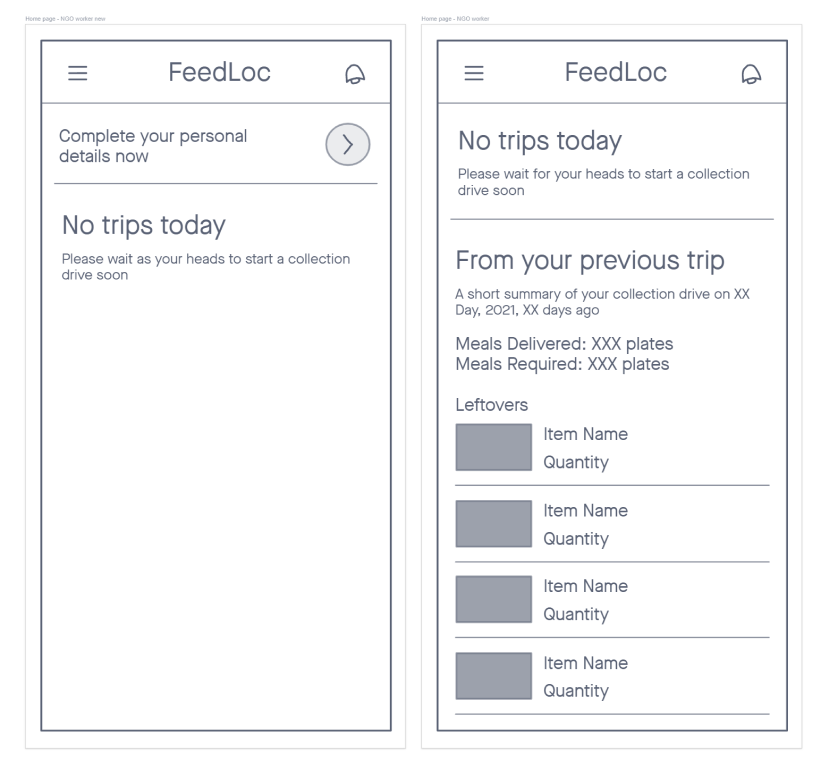 Home page - NGO worker new
FeedLoc
Complete your personal
details now
No trips today
Please wait as your heads to start a collection
drive soon
Home page - NGO worker
FeedLoc
No trips today
Please wait for your heads to start a collection
drive soon
From your previous trip
A short summary of your collection drive on XX
Day, 2021, XX days ago
Meals Delivered: XXX plates
Meals Required: XXX plates
Leftovers
Item Name
Quantity
Item Name
Quantity
Item Name
Quantity
Item Name
Quantity